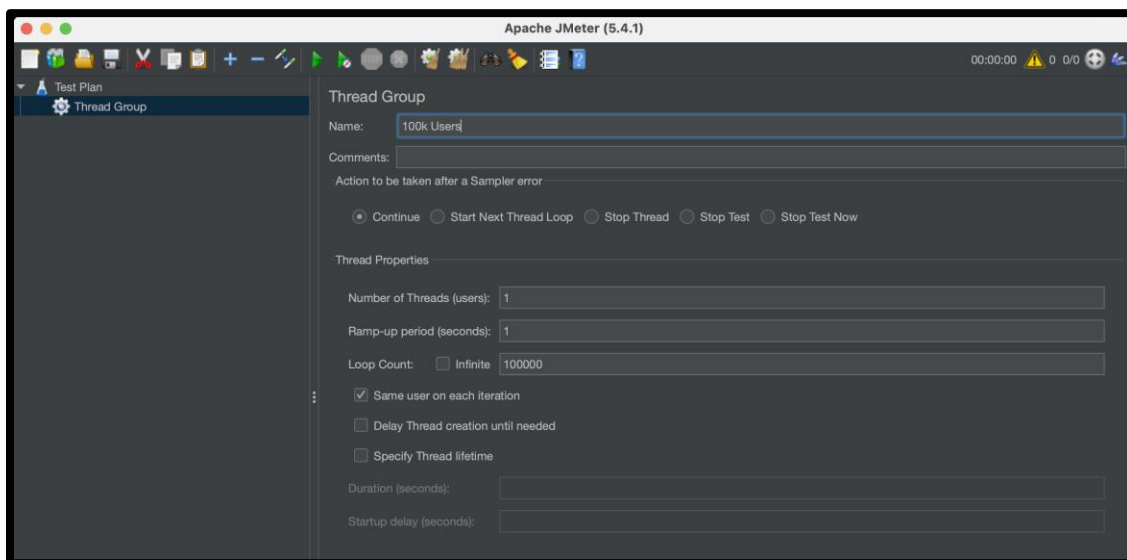 Apache JMeter (5.4.1)
00:00:00 0 0/0
Test Plan
Thread Group
Thread Group
Name: 100k Users
Comments:
Action to be taken after a Sampler error
Continue Start Next Thread Loop Stop Thread Stop Test Stop Test Now
Thread Properties
Number of Threads (users): 1
Ramp-up period (seconds): 1
Loop Count: Infinite 100000
Same user on each iteration
Delay Thread creation until needed
Specify Thread lifetime
Duration (seconds):
Startup delay (seconds):